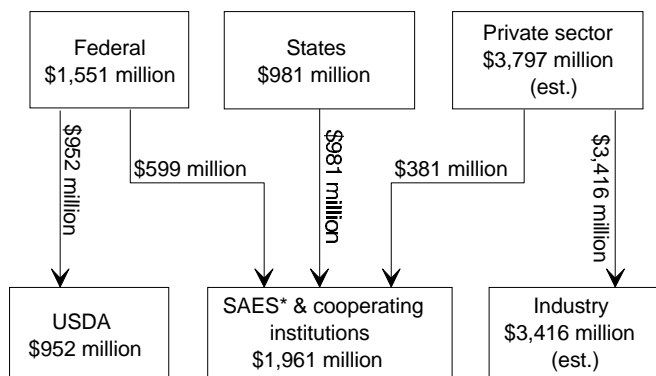 Federal
$1,551 million
States
$981 million
Private sector
$3,797 million
(est.)
$952 million
$599 million
$981 million
$381 million
$3,416 million
USDA
$952 million
SAES* & cooperating
institutions
$1,961 million
Industry
$3,416 million
(est.)